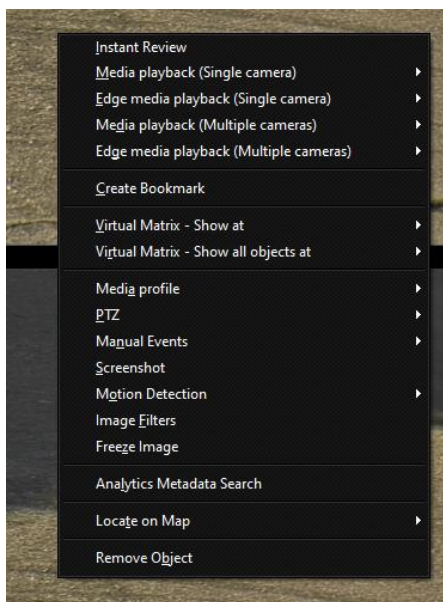 Instant Review
Media playback (Single camera)
Edge media playback (Single camera)
Media playback (Multiple cameras)
Edge media playback (Multiple cameras)
Create Bookmark
Virtual Matrix - Show at
Virtual Matrix - Show all objects at
Media profile
PTZ
Manual Events
Screenshot
Motion Detection
Image Filters
Freeze Image
Analytics Metadata Search
Locate on Map
Remove Object